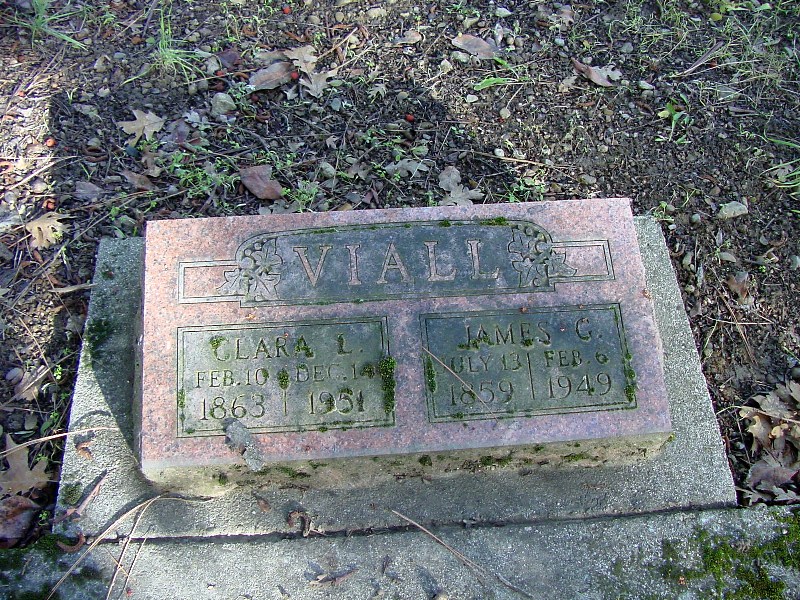 VIALL
CLARA L.
FEB. 10 DEC. 14
1863 1951
JAMES G.
JULY 13 FEB. 6
1859 1949